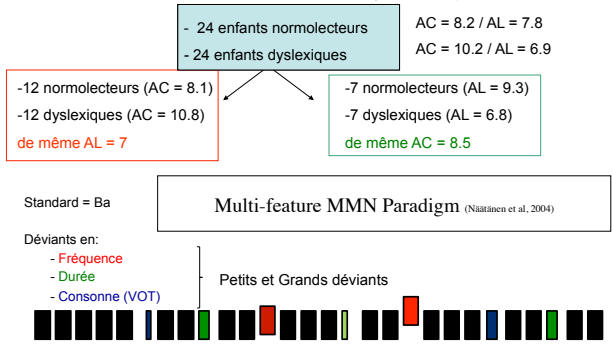 - 24 enfants normolecteurs
- 24 enfants dyslexiques
AC = 8.2 / AL = 7.8
AC = 10.2 / AL = 6.9
-12 normolecteurs (AC = 8.1)
-12 dyslexiques (AC = 10.8)
de même AL = 7
-7 normolecteurs (AL = 9.3)
-7 dyslexiques (AL = 6.8)
de même AC = 8.5
Standard = Ba
Multi-feature MMN Paradigm (Näätänen et al, 2004)
Déviants en:
- Fréquence
- Durée
- Consonne (VOT)
Petits et Grands déviants